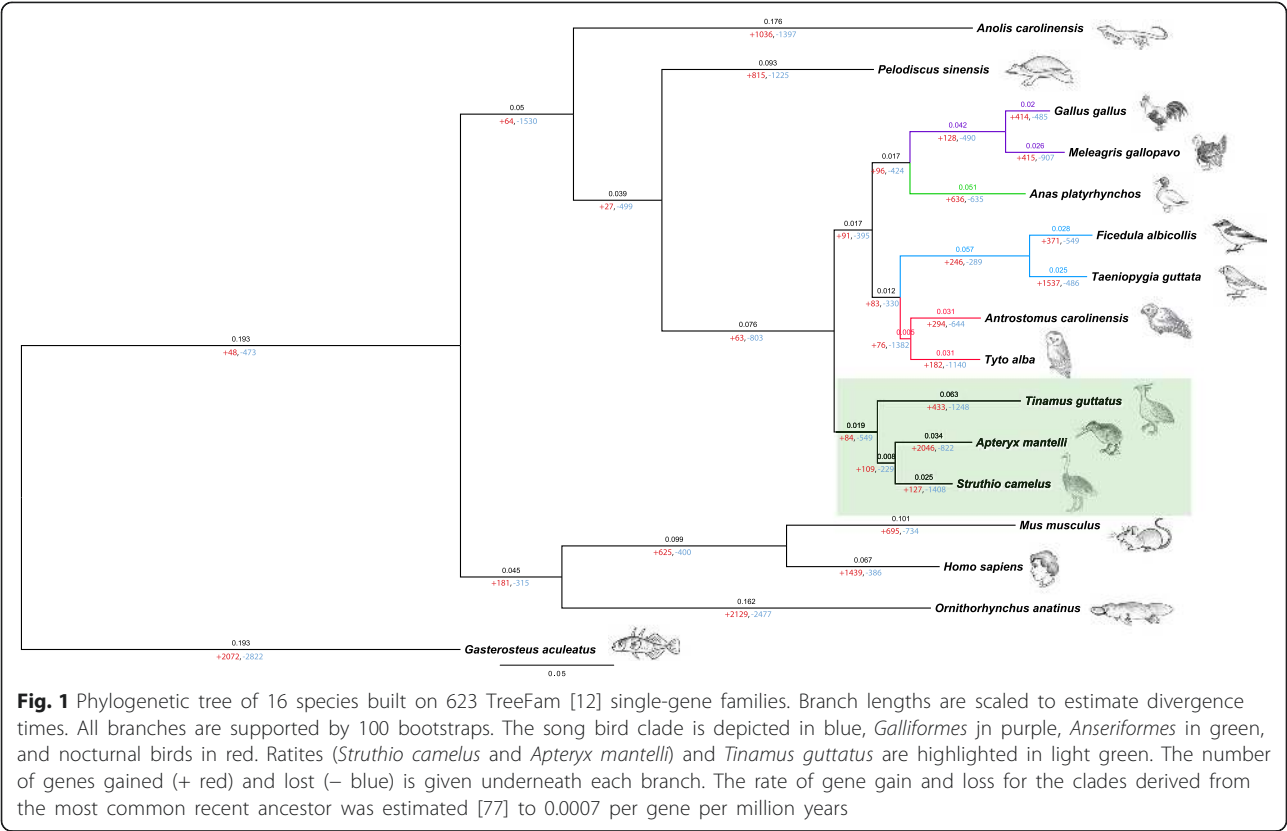 0.176
+1036, -1397
Anolis carolinensis
0.093
+815, -1225
Pelodiscus sinensis
0.05
+64, -1530
0.02
+414, -485
Gallus gallus
0.042
+128, -490
0.026
+415, -907
Meleagris gallopavo
0.017
+96, -424
0.051
+636, -635
Anas platyrhynchos
0.039
+27, -499
0.017
+91, -395
0.028
+371, -549
Ficedula albicollis
0.057
+246, -289
0.025
+1537, -486
Taeniopygia guttata
0.012
+83, -330
0.031
+294, -644
Antrostomus carolinensis
0.005
+76, -1382
0.031
+182, -1140
Tyto alba
0.076
+63, -803
0.193
+48, -473
0.063
+433, -1248
Tinamus guttatus
0.019
+84, -549
0.034
+2046, -822
Apteryx mantelli
0.008
+109, -229
0.025
+127, -1408
Struthio camelus
0.101
+695, -734
Mus musculus
0.099
+625, -400
0.067
+1439, -386
Homo sapiens
0.045
+181, -315
0.162
+2129, -2477
Ornithorhynchus anatinus
0.193
+2072, -2822
Gasterosteus aculeatus
0.05
Fig. 1 Phylogenetic tree of 16 species built on 623 TreeFam [12] single-gene families. Branch lengths are scaled to estimate divergence
times. All branches are supported by 100 bootstraps. The song bird clade is depicted in blue, Galliformes jn purple, Anseriformes in green,
and nocturnal birds in red. Ratites (Struthio camelus and Apteryx mantelli) and Tinamus guttatus are highlighted in light green. The number
of genes gained (+ red) and lost (− blue) is given underneath each branch. The rate of gene gain and loss for the clades derived from
the most common recent ancestor was estimated [77] to 0.0007 per gene per million years